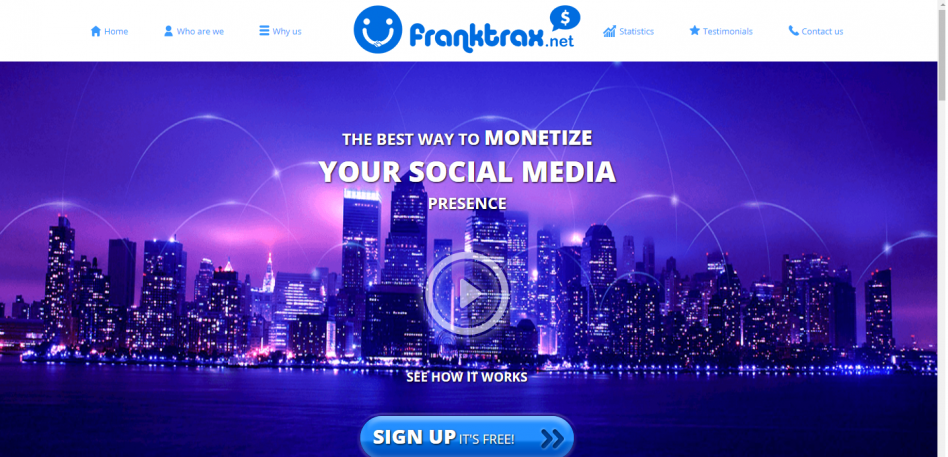 Home
Who are we
Why us
$
franktrax.net
Statistics
Testimonials
Contact us
THE BEST WAY TO MONETIZE
YOUR SOCIAL MEDIA
PRESENCE
SEE HOW IT WORKS
SIGN UP IT'S FREE!